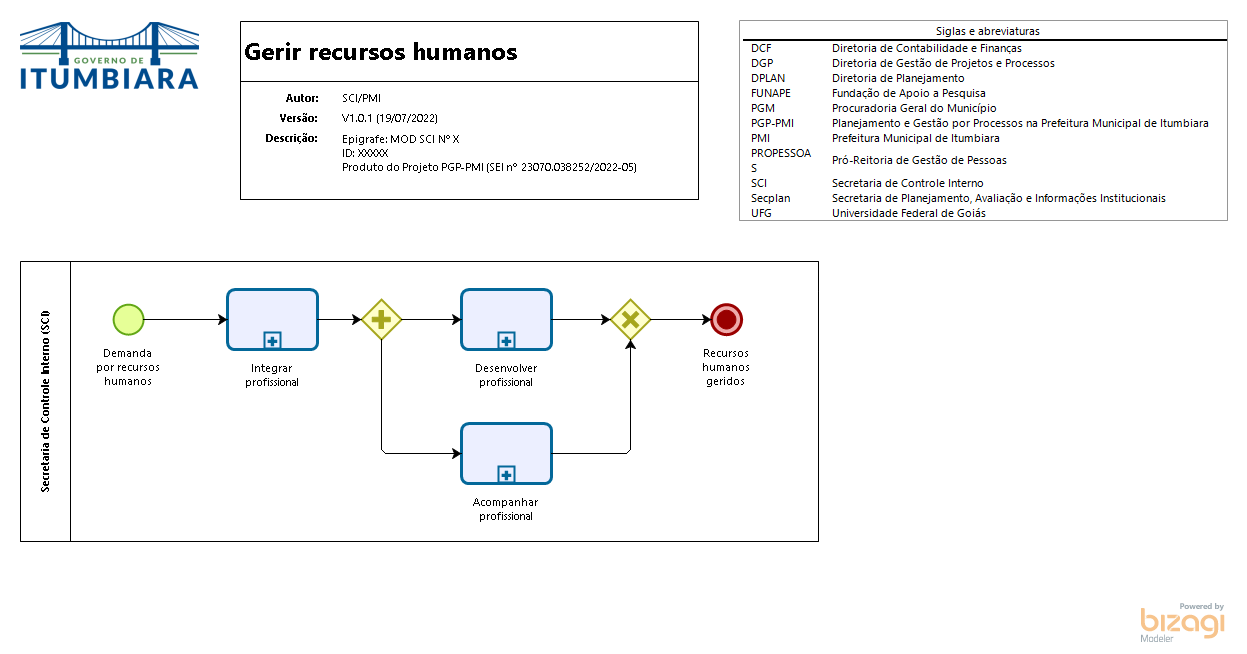 GOVERNO DE
ITUMBIARA
Gerir recursos humanos
Autor: SCI/PMI
Versão: V1.0.1 (19/07/2022)
Descrição: Epigrafe: MOD SCI Nº X
ID: XXXXX
Produto do Projeto PGP-PMI (SEI nº 23070.038252/2022-05)
Siglas e abreviaturas
DCF Diretoria de Contabilidade e Finanças
DGP Diretoria de Gestão de Projetos e Processos
DPLAN Diretoria de Planejamento
FUNAPE Fundação de Apoio a Pesquisa
PGM Procuradoria Geral do Município
PGP-PMI Planejamento e Gestão por Processos na Prefeitura Municipal de Itumbiara
PMI Prefeitura Municipal de Itumbiara
PROPESSOA
S
Pró-Reitoria de Gestão de Pessoas
SCI Secretaria de Controle Interno
Secplan Secretaria de Planejamento, Avaliação e Informações Institucionais
UFG Universidade Federal de Goiás
Secretaria de Controle Interno (SCI)
Demanda
por recursos
humanos
Integrar
profissional
Desenvolver
profissional
Acompanhar
profissional
Recursos
humanos
geridos
Powered by
bizagi
Modeler